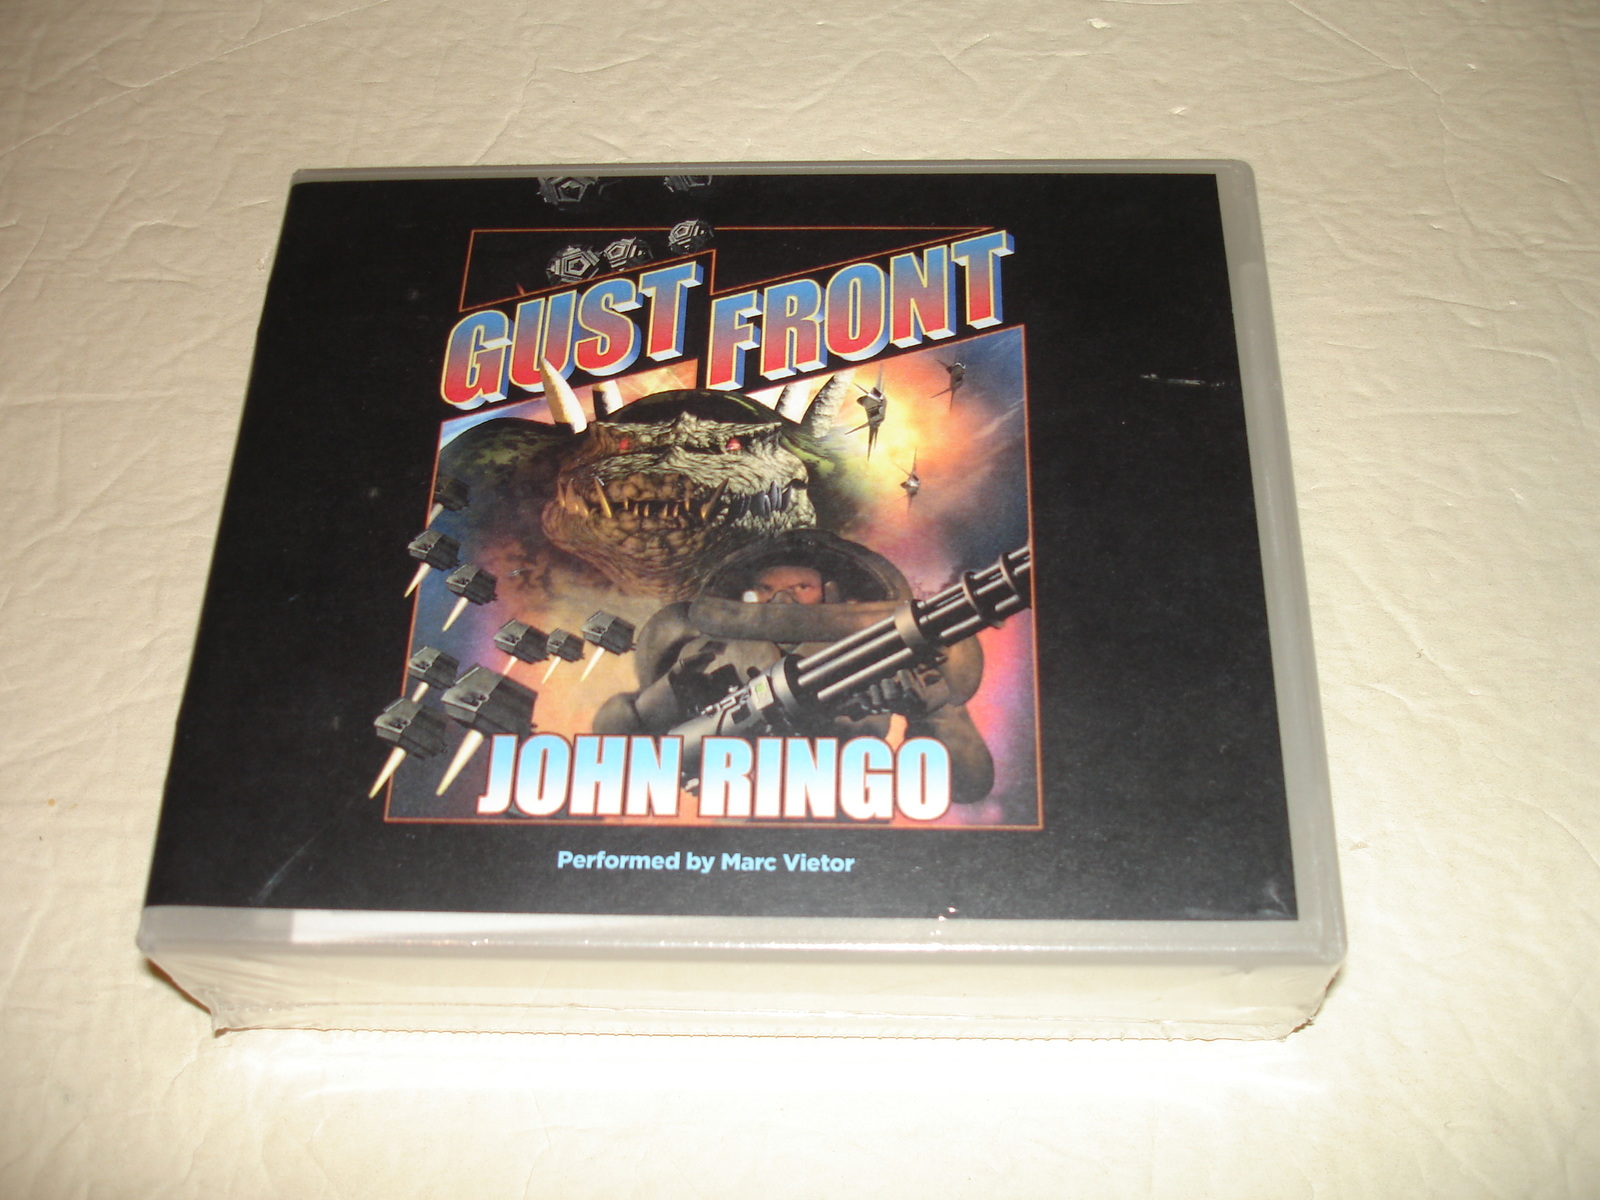 GUST FRONT
JOHN RINGO
Performed by Marc Vietor